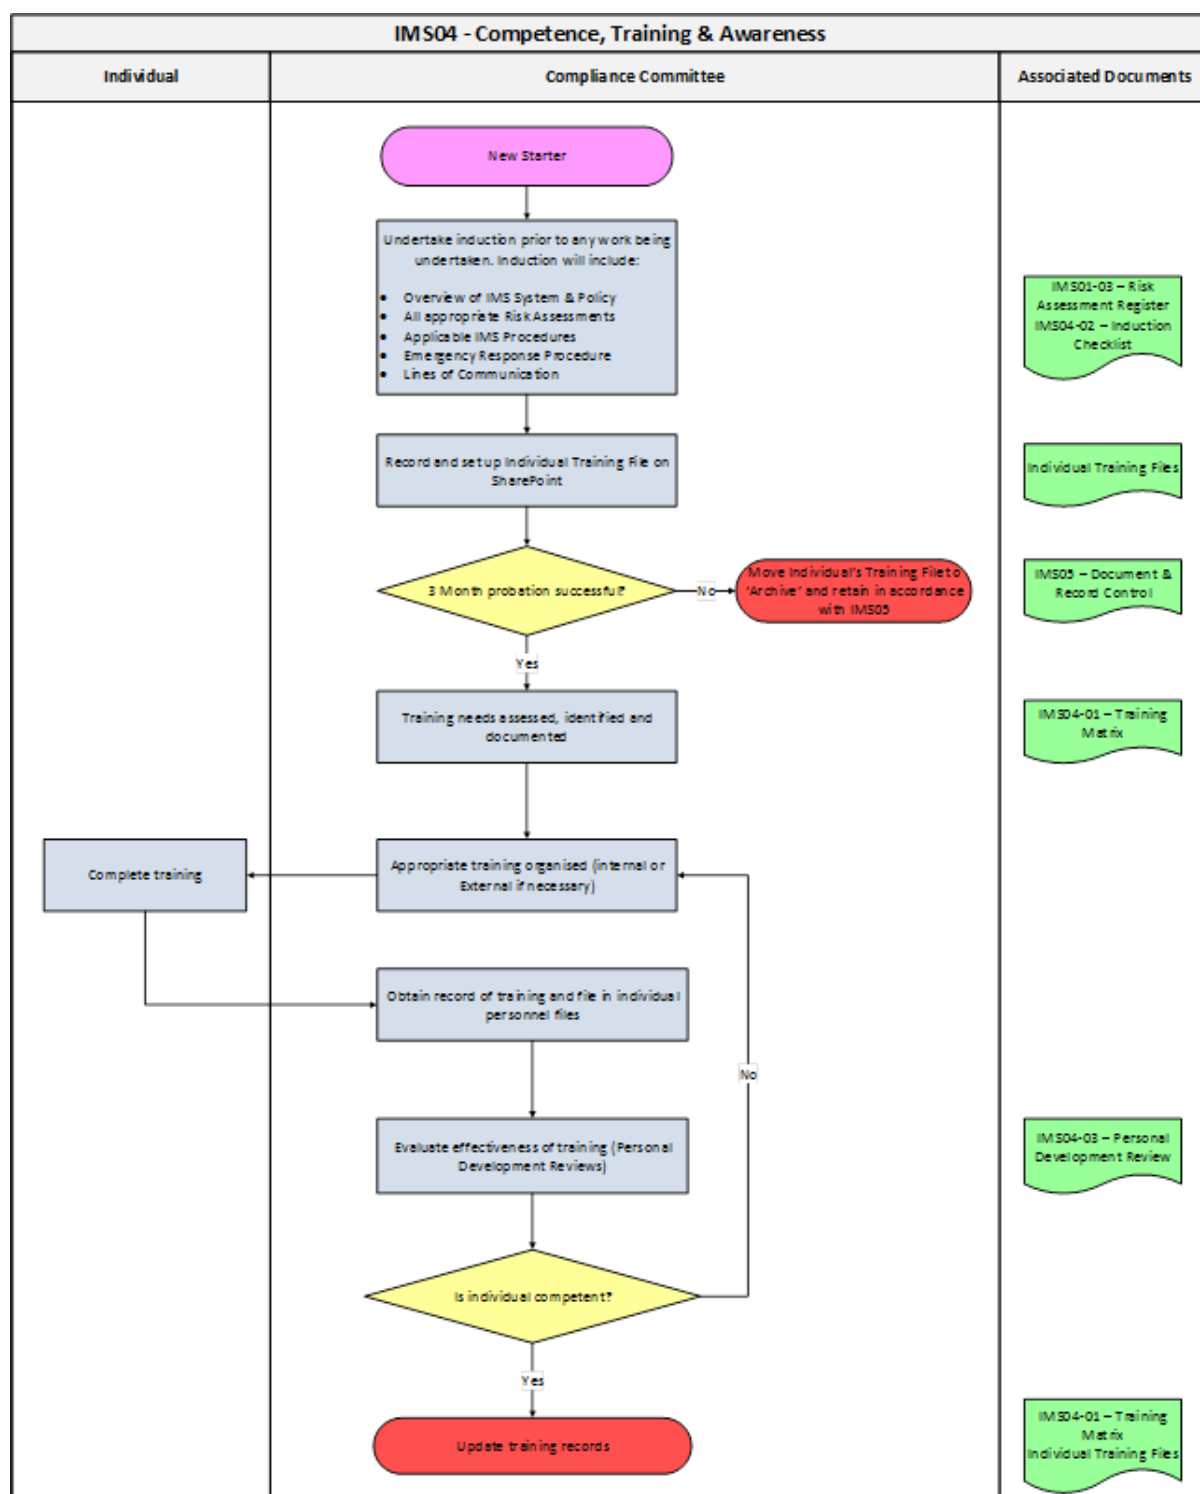 IMS04 - Competence, Training & Awareness
Individual
Compliance Committee
Associated Documents
New Starter
Undertake induction prior to any work being
undertaken. Induction will include:
• Overview of IMS System & Policy
• All appropriate Risk Assessments
• Applicable IMS Procedures
• Emergency Response Procedure
• Lines of Communication
IMS01-03 – Risk
Assessment Register
IMS04-02 – Induction
Checklist
Record and set up Individual Training File on
SharePoint
Individual Training Files
3 Month probation successful?
No
Move Individual's Training File to
'Archive' and retain in accordance
with IMS05
IMS05 – Document &
Record Control
Yes
Training needs assessed, identified and
documented
IMS04-01 – Training
Matrix
Complete training
Appropriate training organised (internal or
External if necessary)
Obtain record of training and file in individual
personnel files
No
Evaluate effectiveness of training (Personal
Development Reviews)
IMS04-03 – Personal
Development Review
Is individual competent?
Yes
Update training records
IMS04-01 – Training
Matrix
Individual Training Files